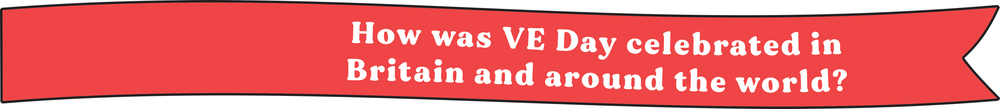 How was VE Day celebrated in
Britain and around the world?